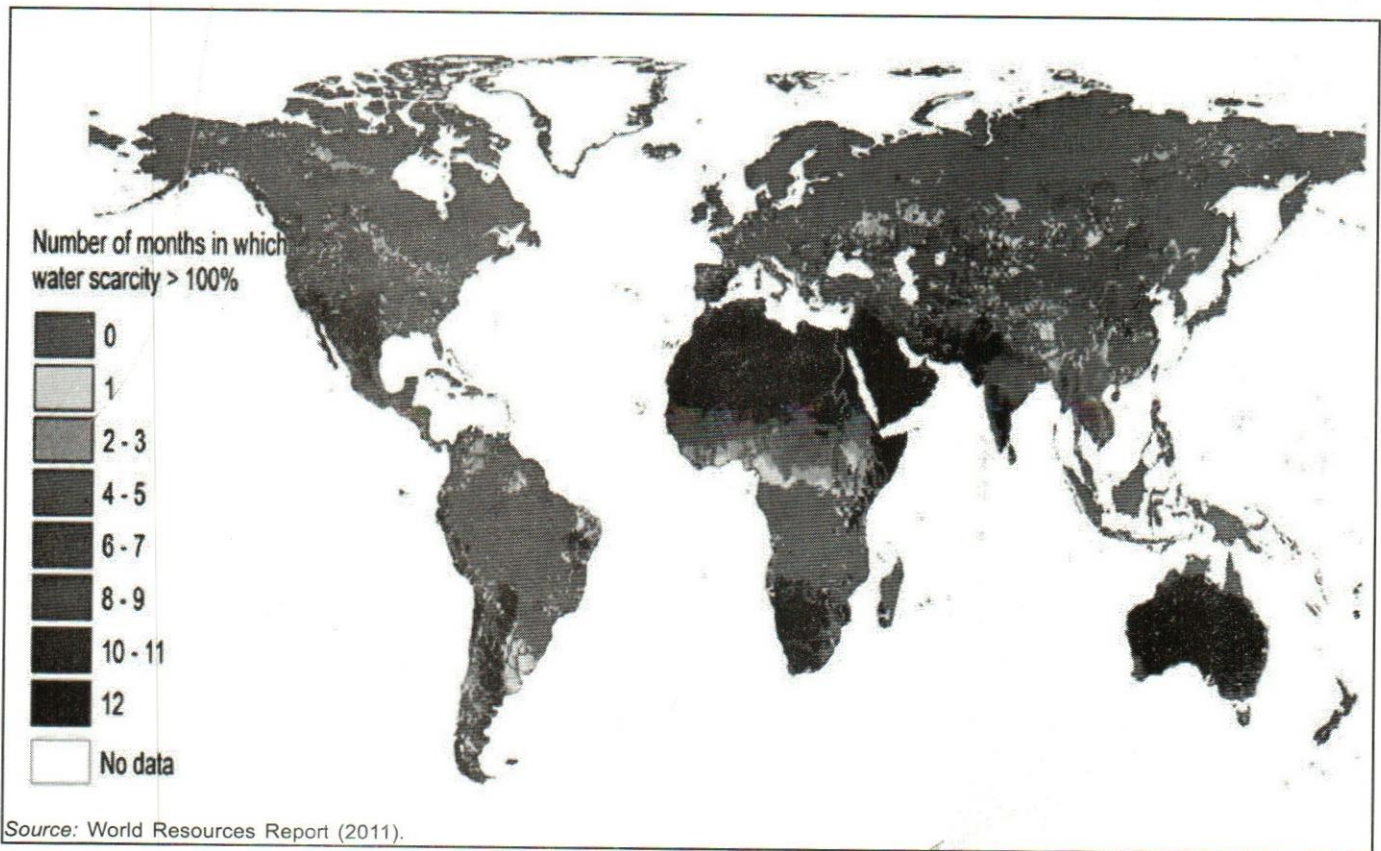 Number of months in which
water scarcity > 100%
0
1
2 - 3
4 - 5
6 - 7
8 - 9
10 - 11
12
No data
Source: World Resources Report (2011).